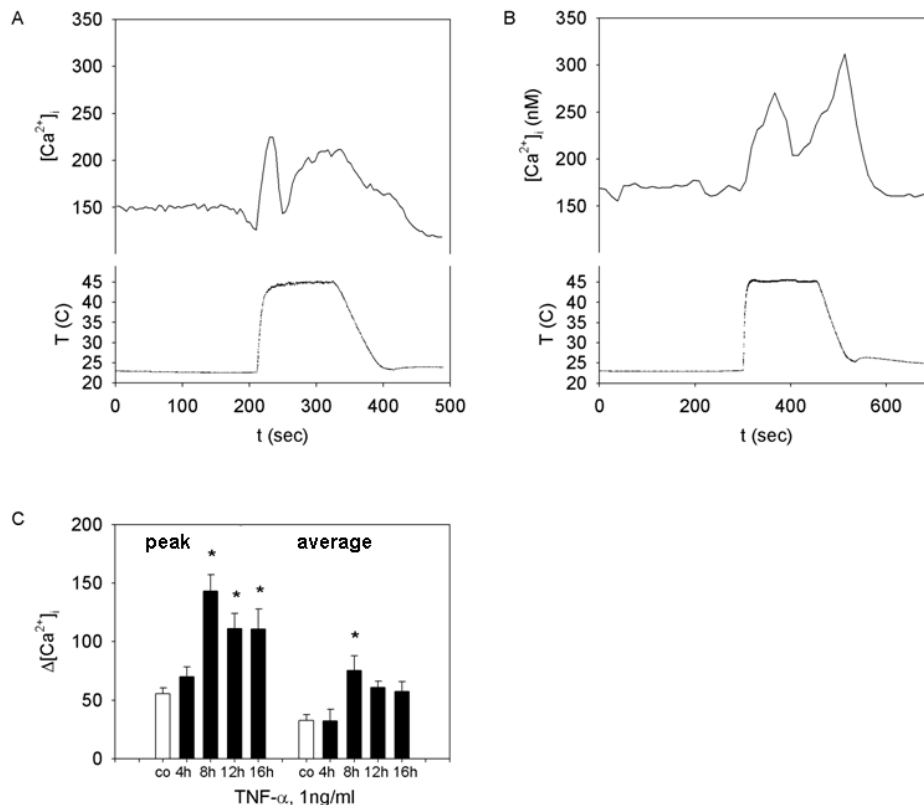 A
350
300
250
200
150
100
[Ca²⁺]ᵢ
45
40
35
30
25
20
T (C)
0 100 200 300 400 500
t (sec)
B
350
300
250
200
150
100
[Ca²⁺]ᵢ (nM)
45
40
35
30
25
20
T (C)
0 200 400 600
t (sec)
C
200
150
100
50
0
Δ[Ca²⁺]ᵢ
peak average
* * * *
co 4h 8h 12h 16h co 4h 8h 12h 16h
TNF-α, 1ng/ml